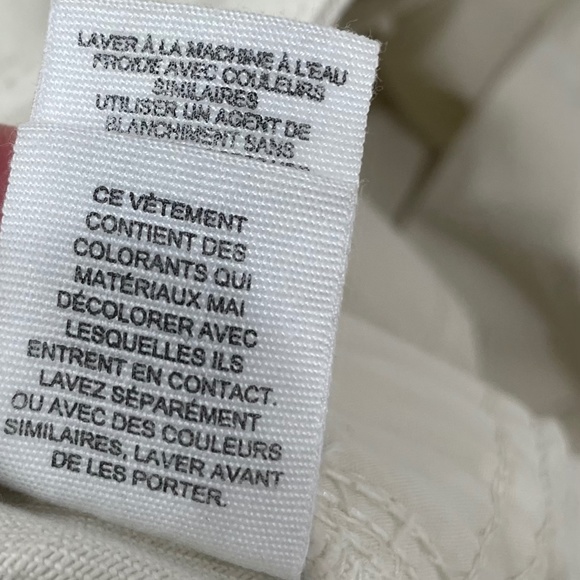 LAVER À LA MACHINE À L'EAU
FROIDE AVEC COULEURS
SIMILAIRES
UTILISER UN AGENT DE
BLANCHIMENT SANS
CE VÊTEMENT
CONTIENT DES
COLORANTS QUI
MATÉRIAUX MAI
DÉCOLORER AVEC
LESQUELLES ILS
ENTRENT EN CONTACT.
LAVEZ SÉPARÉMENT
OU AVEC DES COULEURS
SIMILAIRES, LAVER AVANT
DE LES PORTER.